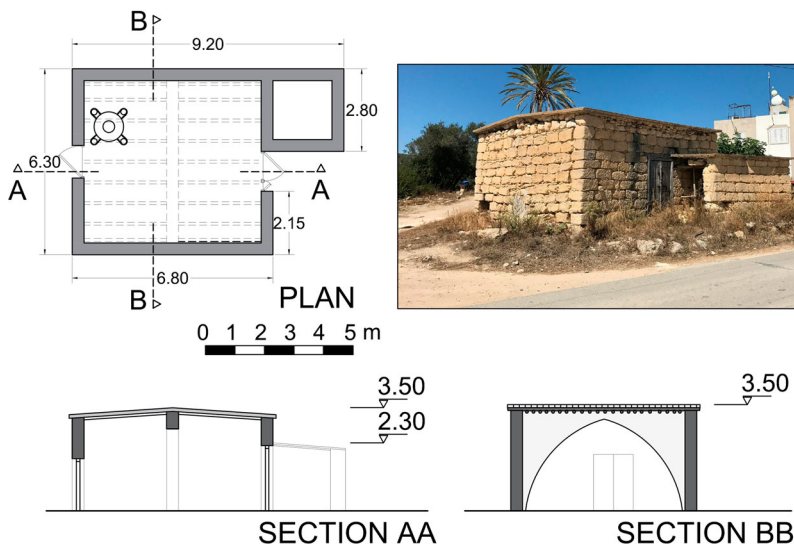 B
9.20
2.80
6.30
A
A
2.15
B
6.80
PLAN
0 1 2 3 4 5 m
3.50
2.30
3.50
SECTION AA
SECTION BB